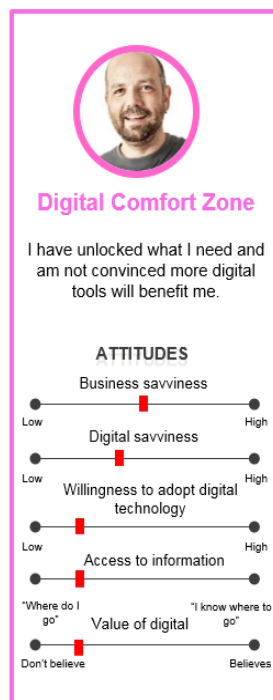 Digital Comfort Zone
I have unlocked what I need and
am not convinced more digital
tools will benefit me.
ATTITUDES
Business savviness
Low High
Digital savviness
Low High
Willingness to adopt digital
technology
Low High
Access to information
"Where do I "I know where to
go" go"
Value of digital
Don't believe Believes